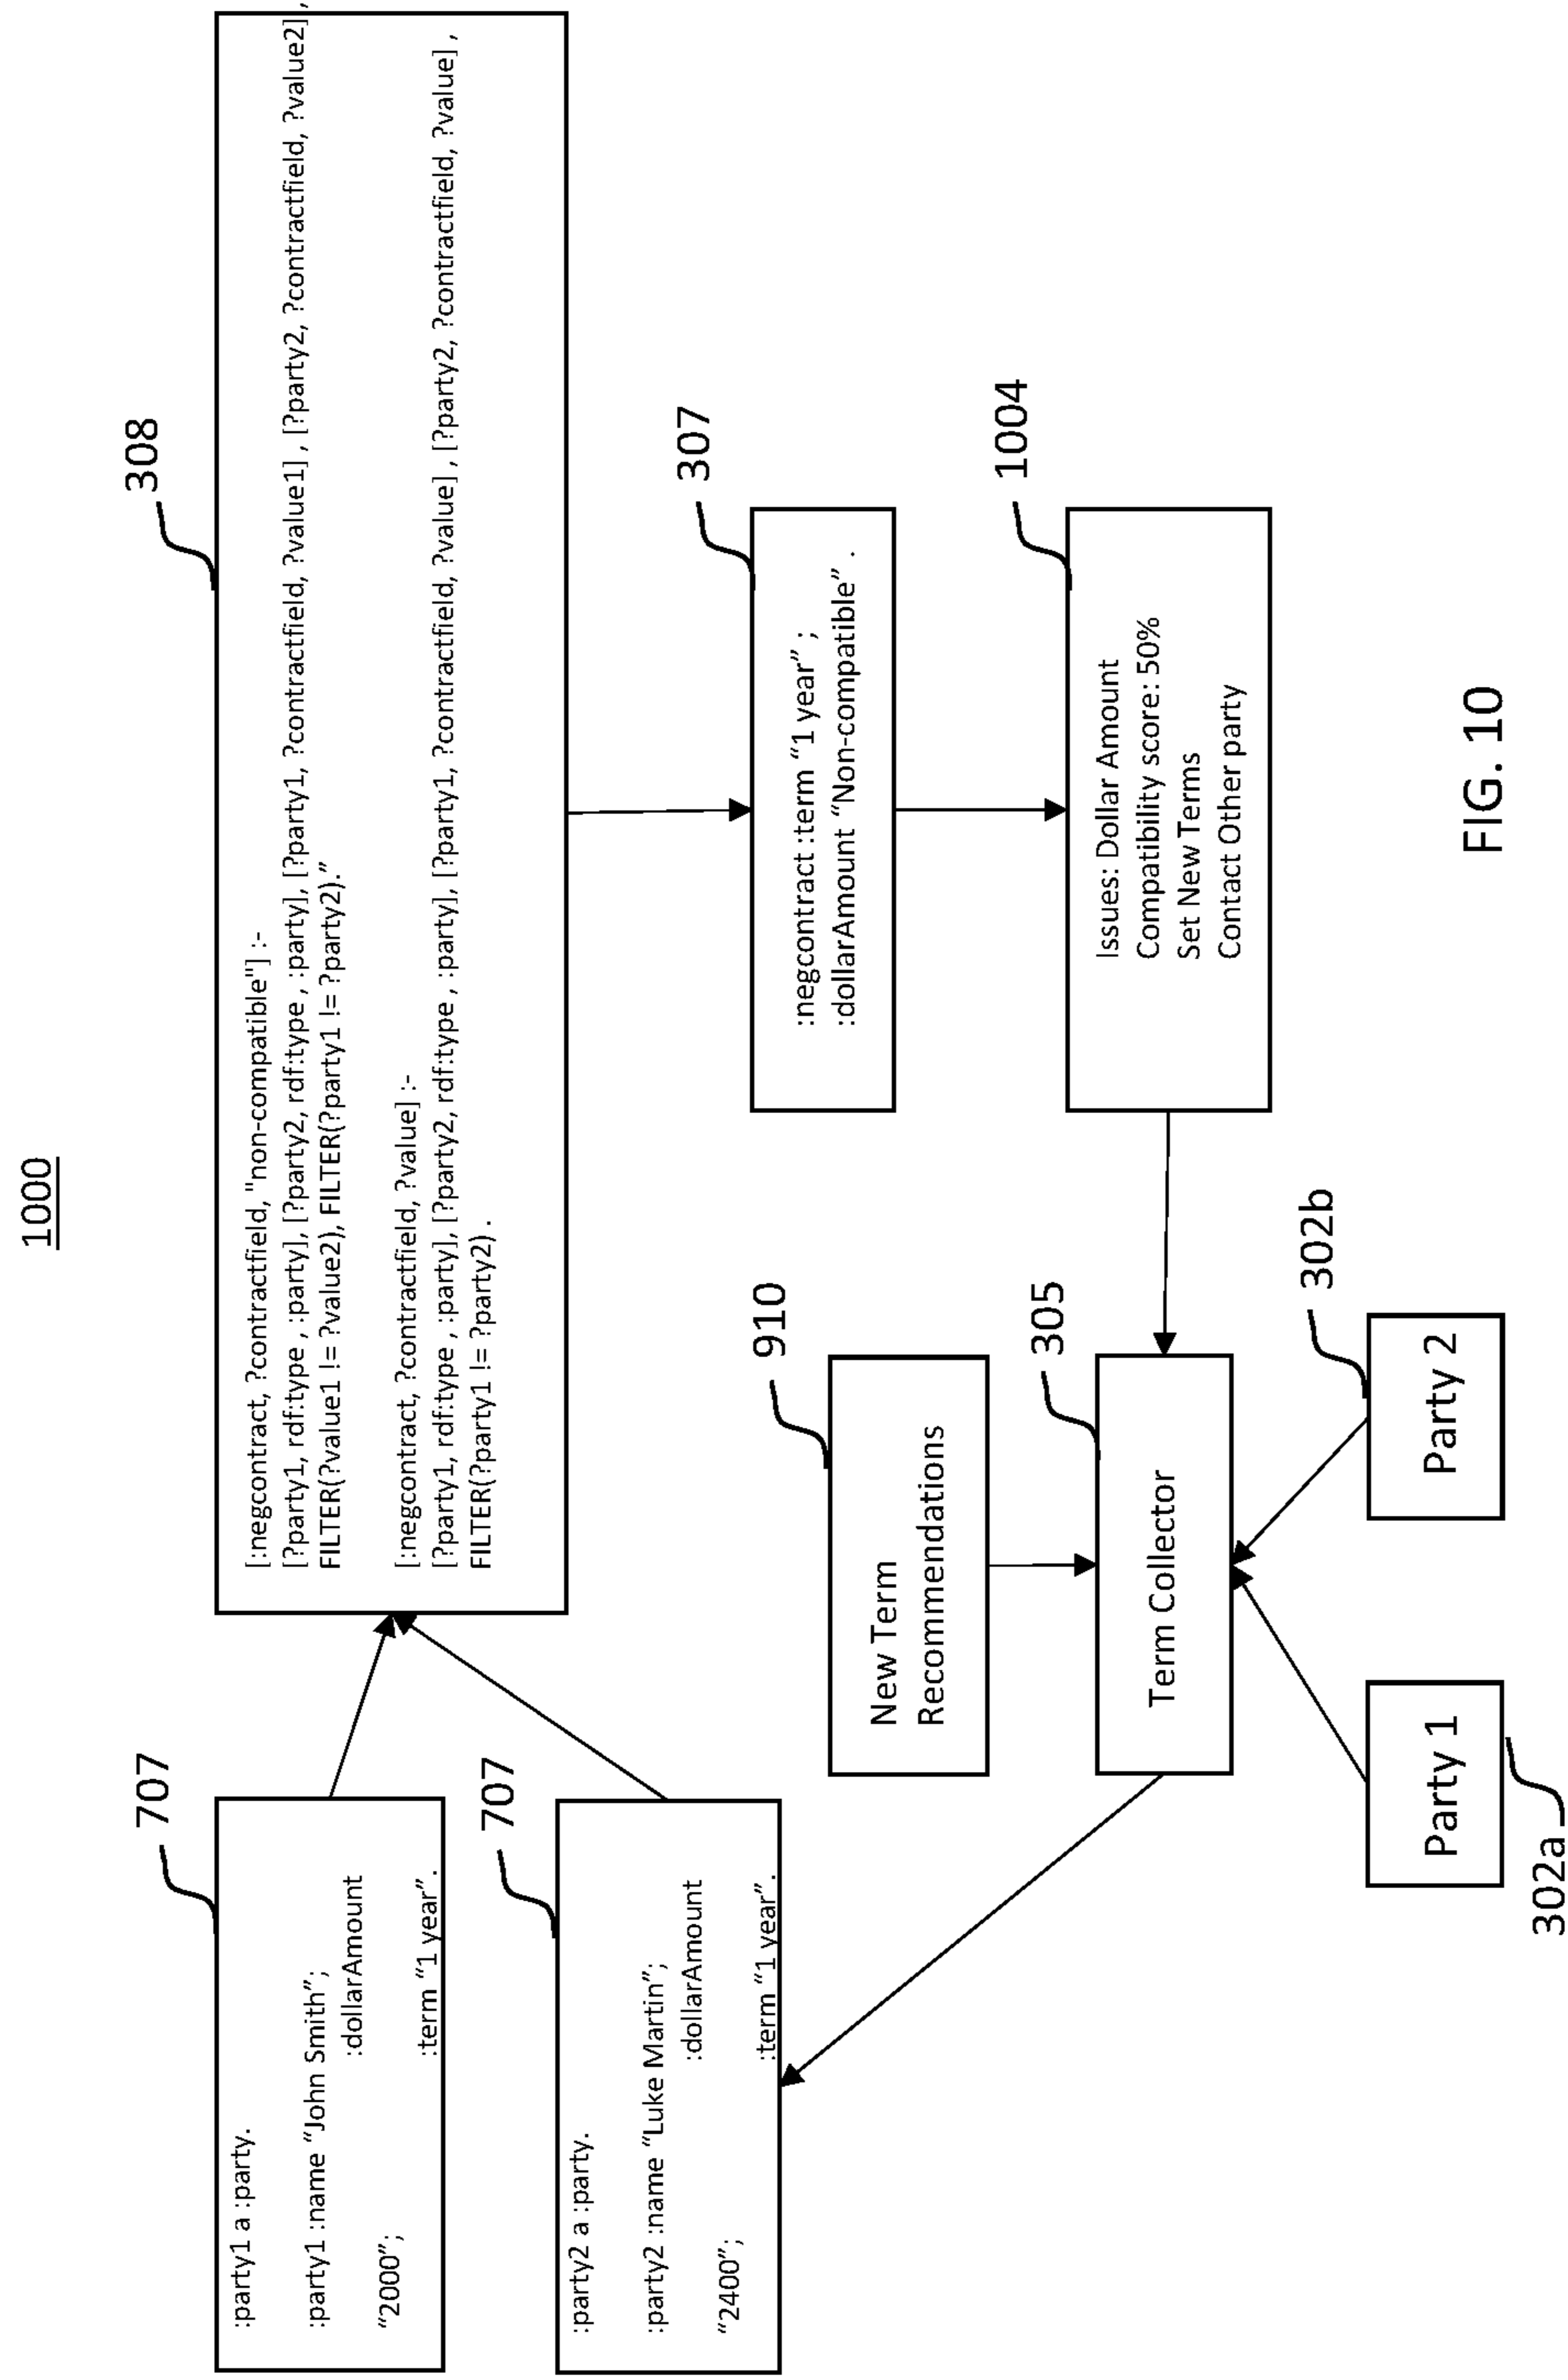 1000
707
:party1 a :party.
:party1 :name “John Smith”;
:dollarAmount
“2000”;
:term “1 year”.
707
:party2 a :party.
:party2 :name “Luke Martin”;
:dollarAmount
“2400”;
:term “1 year”.
308
[:negcontract, ?contractfield, "non-compatible"] :-
[?party1, rdf:type , :party], [?party2, rdf:type , :party], [?party1, ?contractfield, ?value1] , [?party2, ?contractfield, ?value2] ,
FILTER(?value1 != ?value2), FILTER(?party1 != ?party2).”
[:negcontract, ?contractfield, ?value] :-
[?party1, rdf:type , :party], [?party2, rdf:type , :party], [?party1, ?contractfield, ?value] , [?party2, ?contractfield, ?value] ,
FILTER(?party1 != ?party2) .
307
:negcontract :term “1 year” ;
:dollarAmount “Non-compatible” .
1004
Issues: Dollar Amount
Compatibility score: 50%
Set New Terms
Contact Other party
910
New Term
Recommendations
305
Term Collector
302b
Party 2
Party 1
302a
FIG. 10